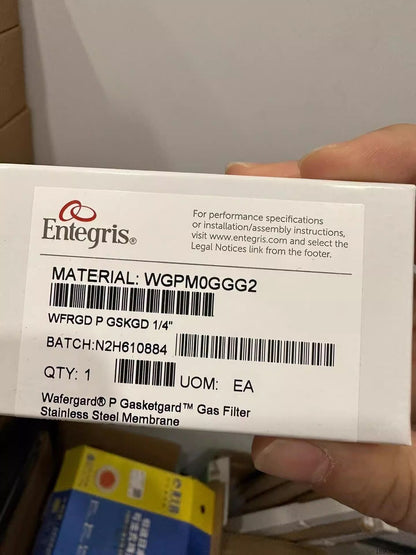 Entegris®
For performance specifications
or installation/assembly instructions,
visit www.entegris.com and select the
Legal Notices link from the footer.
MATERIAL: WGPM0GGG2
WFRGD P GSKGD 1/4"
BATCH:N2H610884
QTY: 1
UOM: EA
Wafergard® P Gasketgard™ Gas Filter
Stainless Steel Membrane